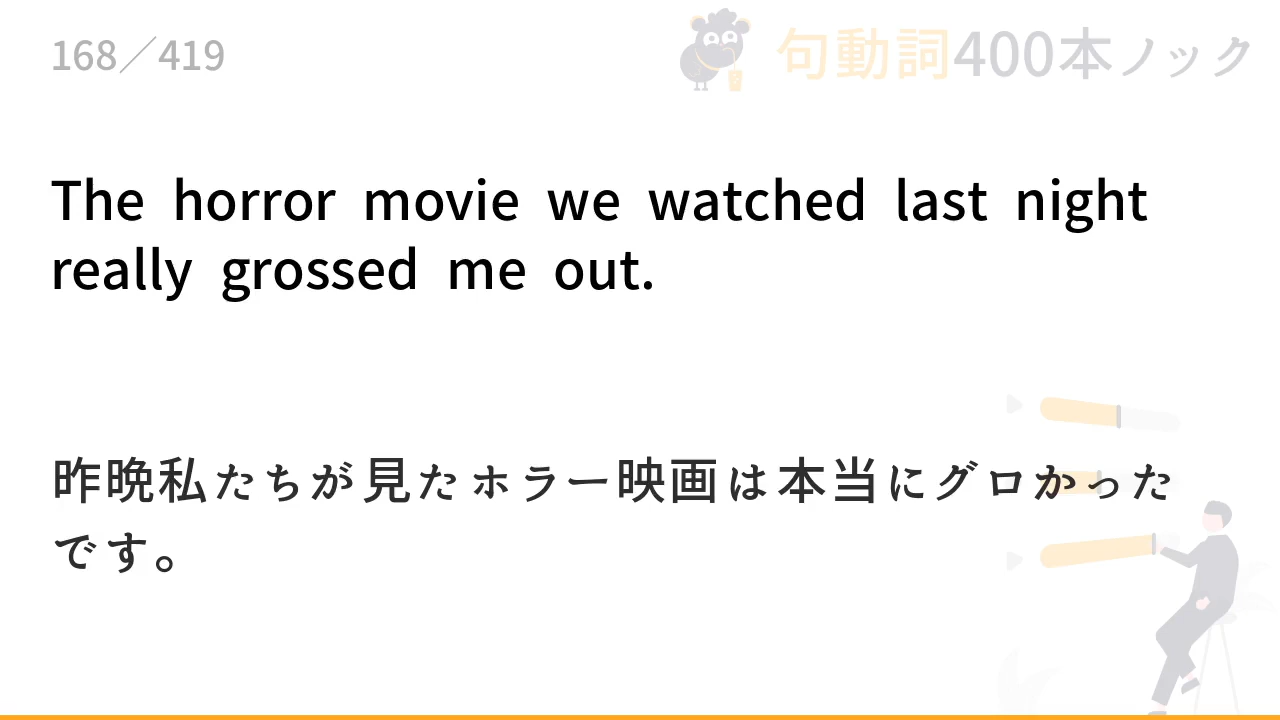 168／419
句動詞400本ノック
The horror movie we watched last night
really grossed me out.
昨晩私たちが見たホラー映画は本当にグロかった
です。